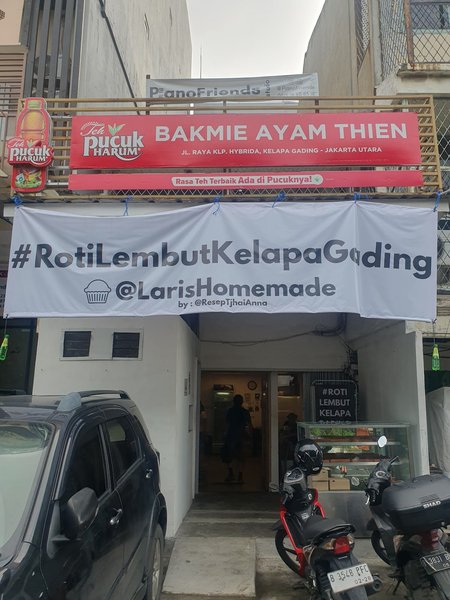 PianoFriends
Teh
PUCUK
HARUM
Teh
PUCUK
HARUM
BAKMIE AYAM THIEN
JL. RAYA KLP. HYBRIDA, KELAPA GADING - JAKARTA UTARA
Rasa Teh Terbaik Ada di Pucuknya!
#RotiLembutKelapaGading
@LarisHomemade
by : @ResepTjhaiAnna
#ROTI
LEMBUT
KELAPA
SHAD